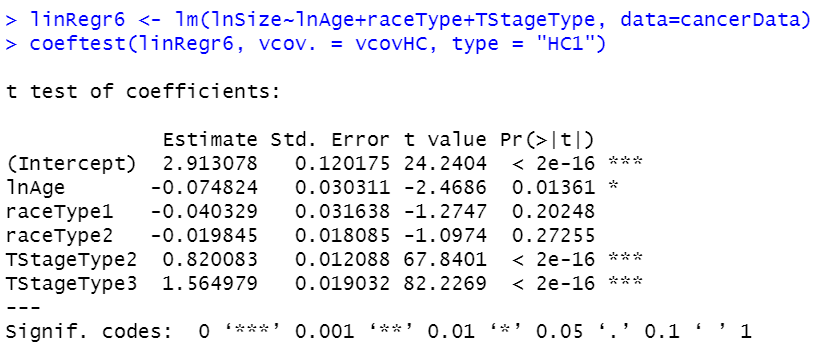 > linRegr6 <- lm(lnSize~lnAge+raceType+TStageType, data=cancerData)
> coeftest(linRegr6, vcov. = vcovHC, type = "HC1")
t test of coefficients:
Estimate Std. Error t value Pr(>|t|)
(Intercept) 2.913078 0.120175 24.2404 < 2e-16 ***
lnAge -0.074824 0.030311 -2.4686 0.01361 *
raceType1 -0.040329 0.031638 -1.2747 0.20248
raceType2 -0.019845 0.018085 -1.0974 0.27255
TStageType2 0.820083 0.012088 67.8401 < 2e-16 ***
TStageType3 1.564979 0.019032 82.2269 < 2e-16 ***
---
Signif. codes: 0 ‘***’ 0.001 ‘**’ 0.01 ‘*’ 0.05 ‘.’ 0.1 ‘ ’ 1